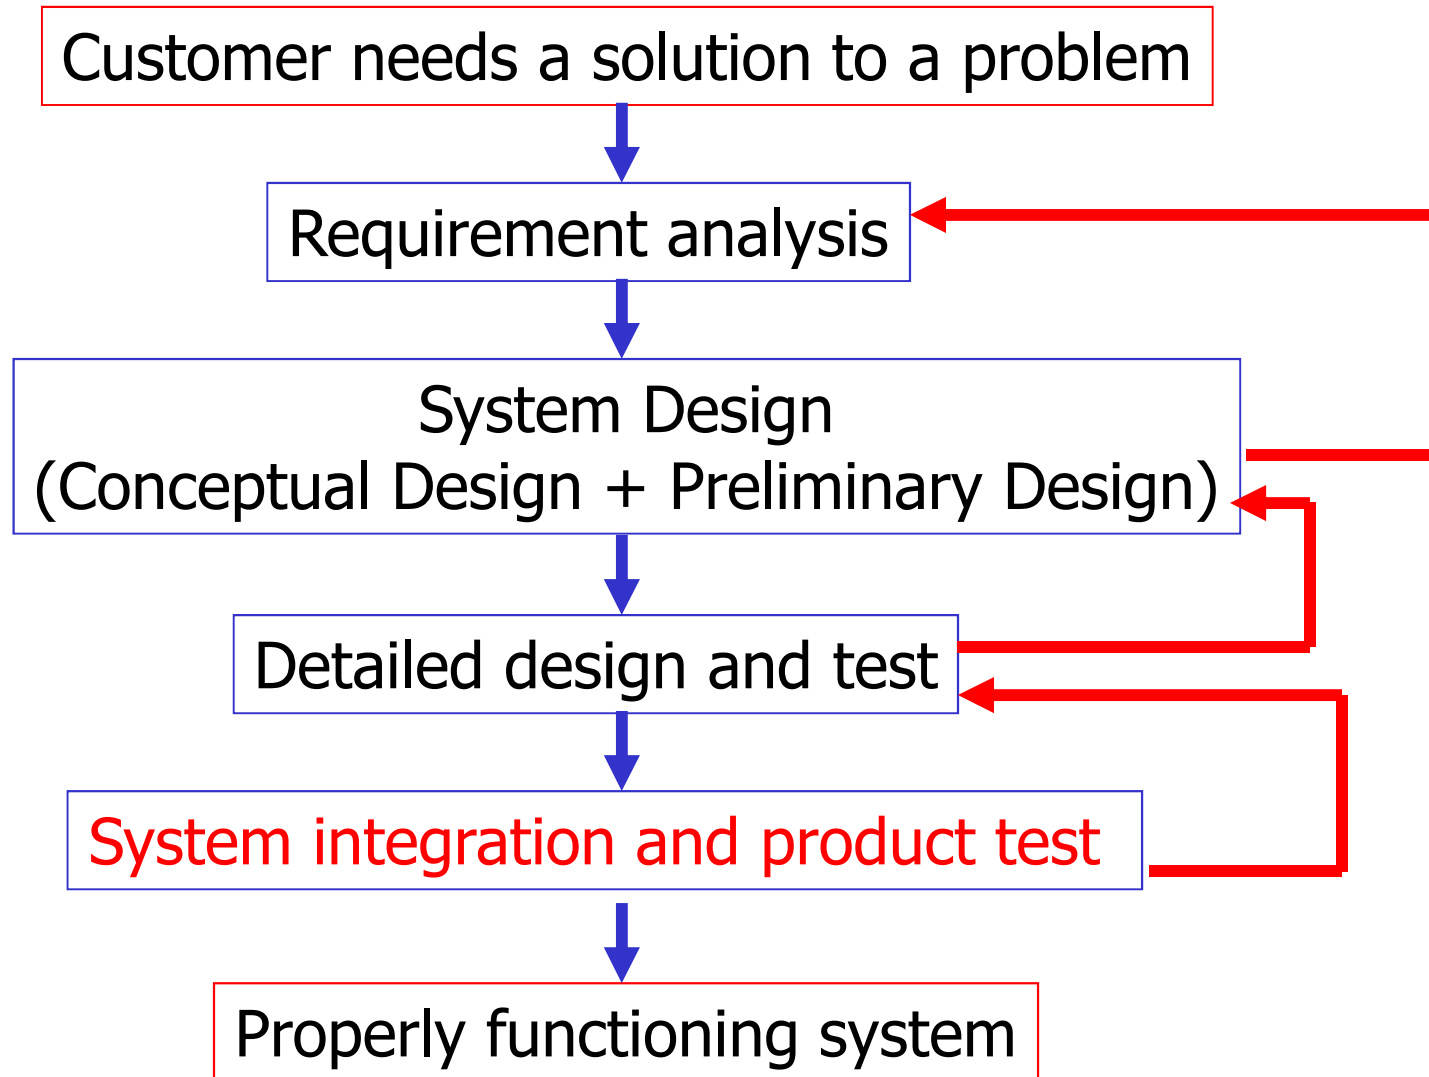 Customer needs a solution to a problem
Requirement analysis
System Design
(Conceptual Design + Preliminary Design)
Detailed design and test
System integration and product test
Properly functioning system